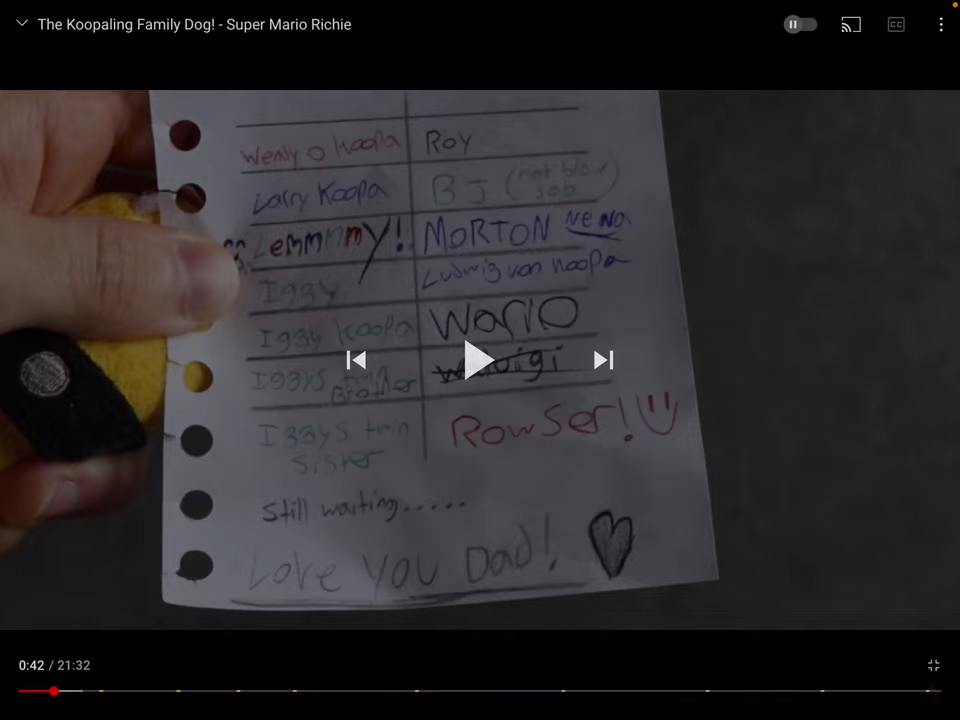 The Koopaling Family Dog! - Super Mario Richie
CC
Wendy O Koopa Roy
Larry Koopa BJ (not blow job)
Lemmmmy! MORTON
Iggy Ludwig von Koopa
Iggy Koopa Wario
Iggys twin Brother Waluigi
Iggys twin sister Rowser!
Still waiting.....
Love You Dad!
0:42 / 21:32